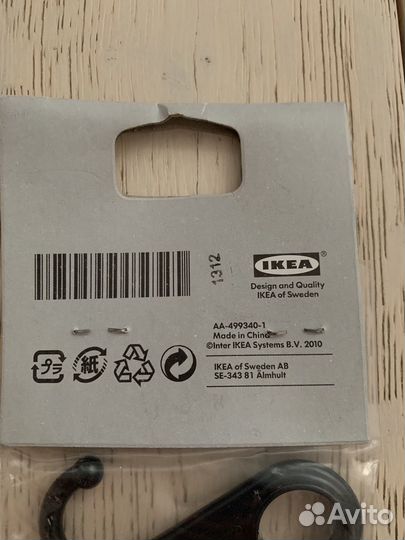 1312
IKEA®
Design and Quality
IKEA of Sweden
AA-499340-1
Made in China
©Inter IKEA Systems B.V. 2010
IKEA of Sweden AB
SE-343 81 Älmhult
プラ
紙
Avito